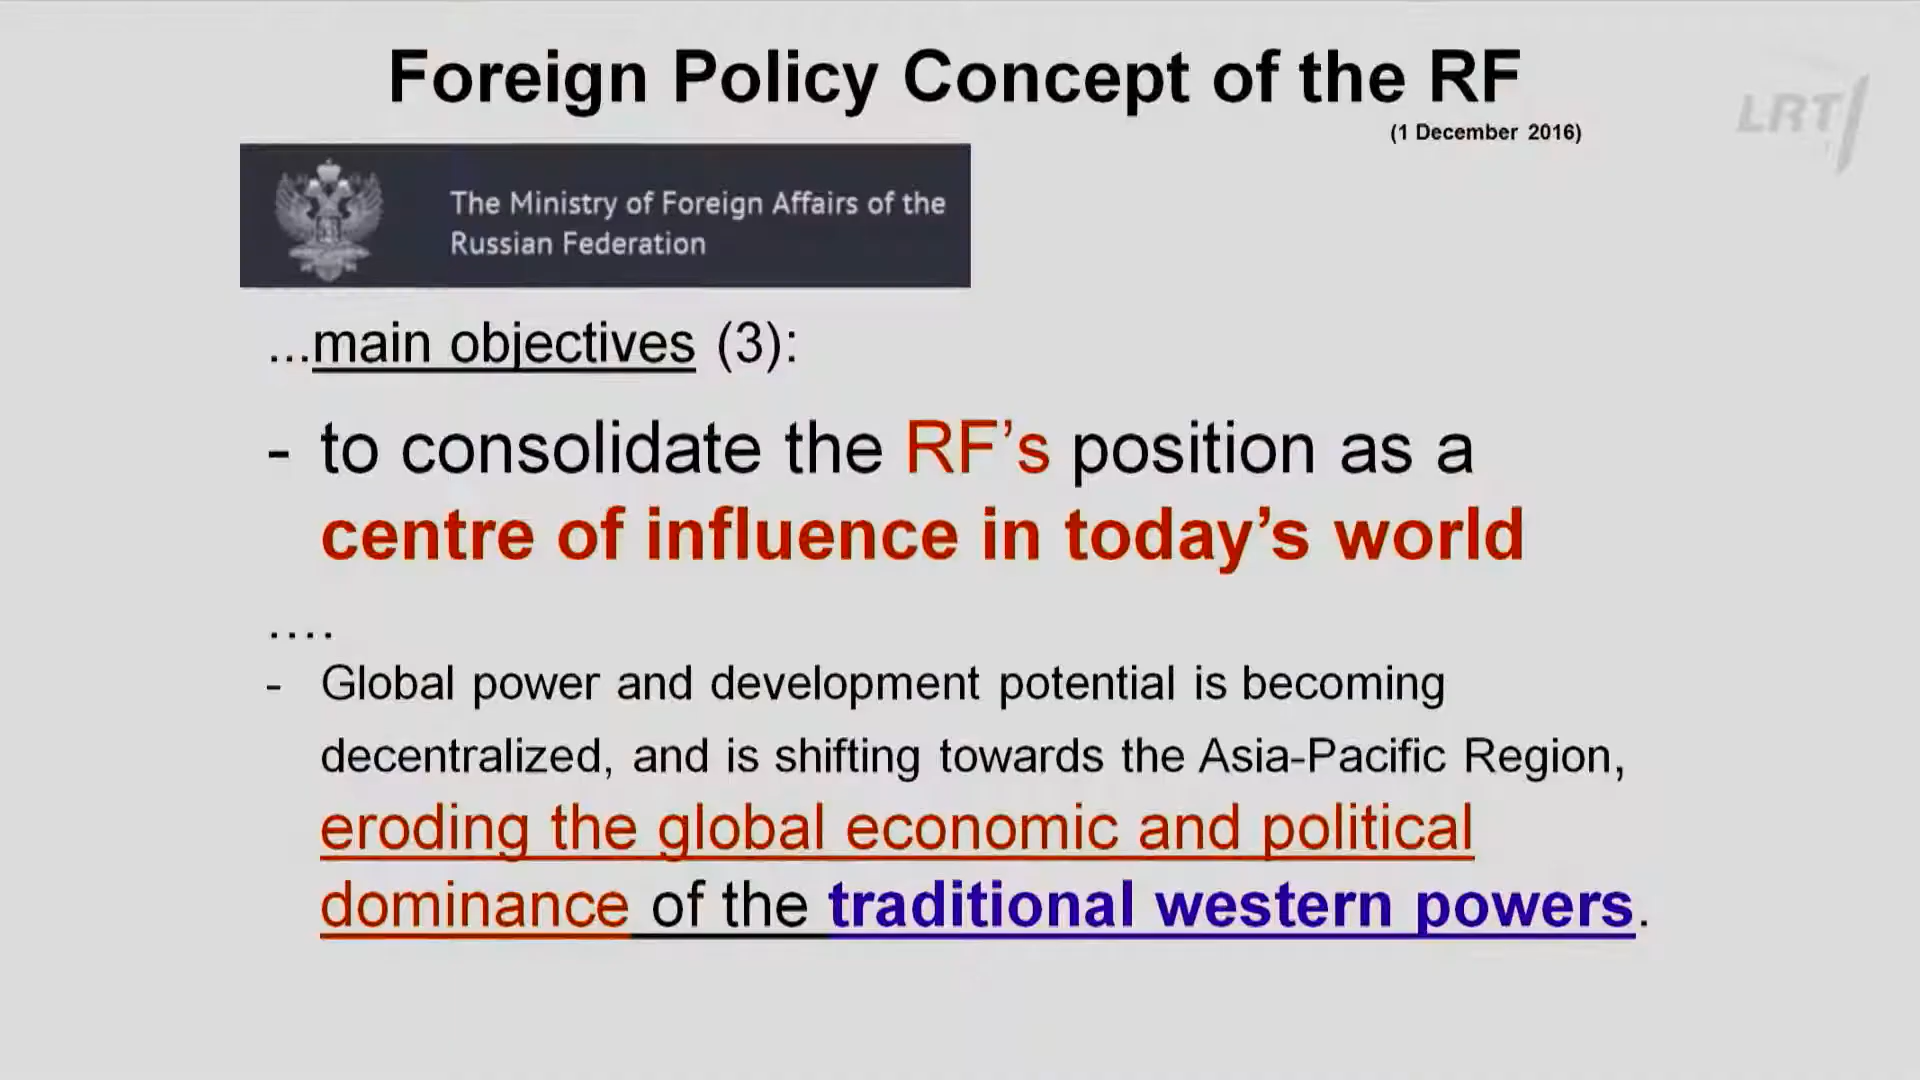 Foreign Policy Concept of the RF
(1 December 2016)
LRT
The Ministry of Foreign Affairs of the
Russian Federation
...main objectives (3):
- to consolidate the RF’s position as a
centre of influence in today’s world
....
- Global power and development potential is becoming
decentralized, and is shifting towards the Asia-Pacific Region,
eroding the global economic and political
dominance of the traditional western powers.